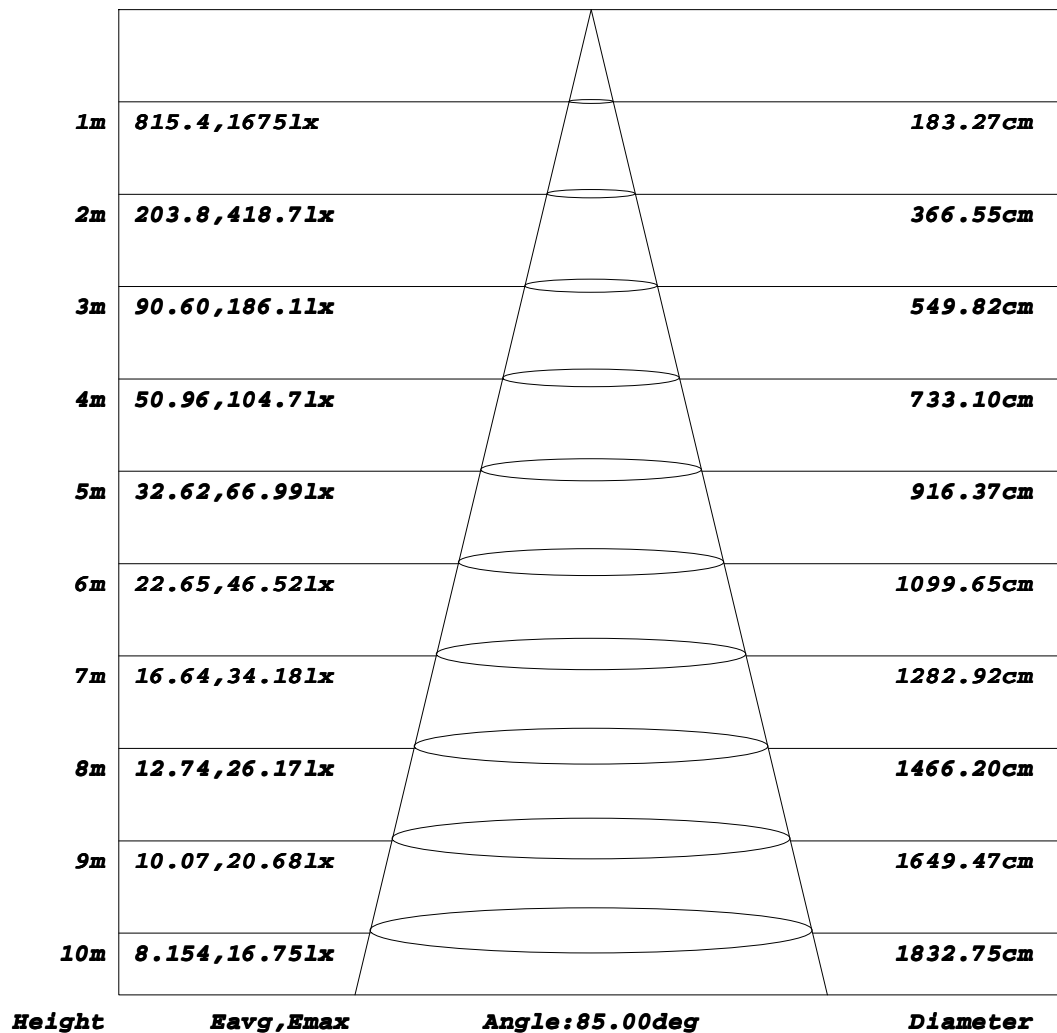 1m 815.4,1675lx 183.27cm
2m 203.8,418.7lx 366.55cm
3m 90.60,186.1lx 549.82cm
4m 50.96,104.7lx 733.10cm
5m 32.62,66.99lx 916.37cm
6m 22.65,46.52lx 1099.65cm
7m 16.64,34.18lx 1282.92cm
8m 12.74,26.17lx 1466.20cm
9m 10.07,20.68lx 1649.47cm
10m 8.154,16.75lx 1832.75cm
Height Eavg,Emax Angle:85.00deg Diameter